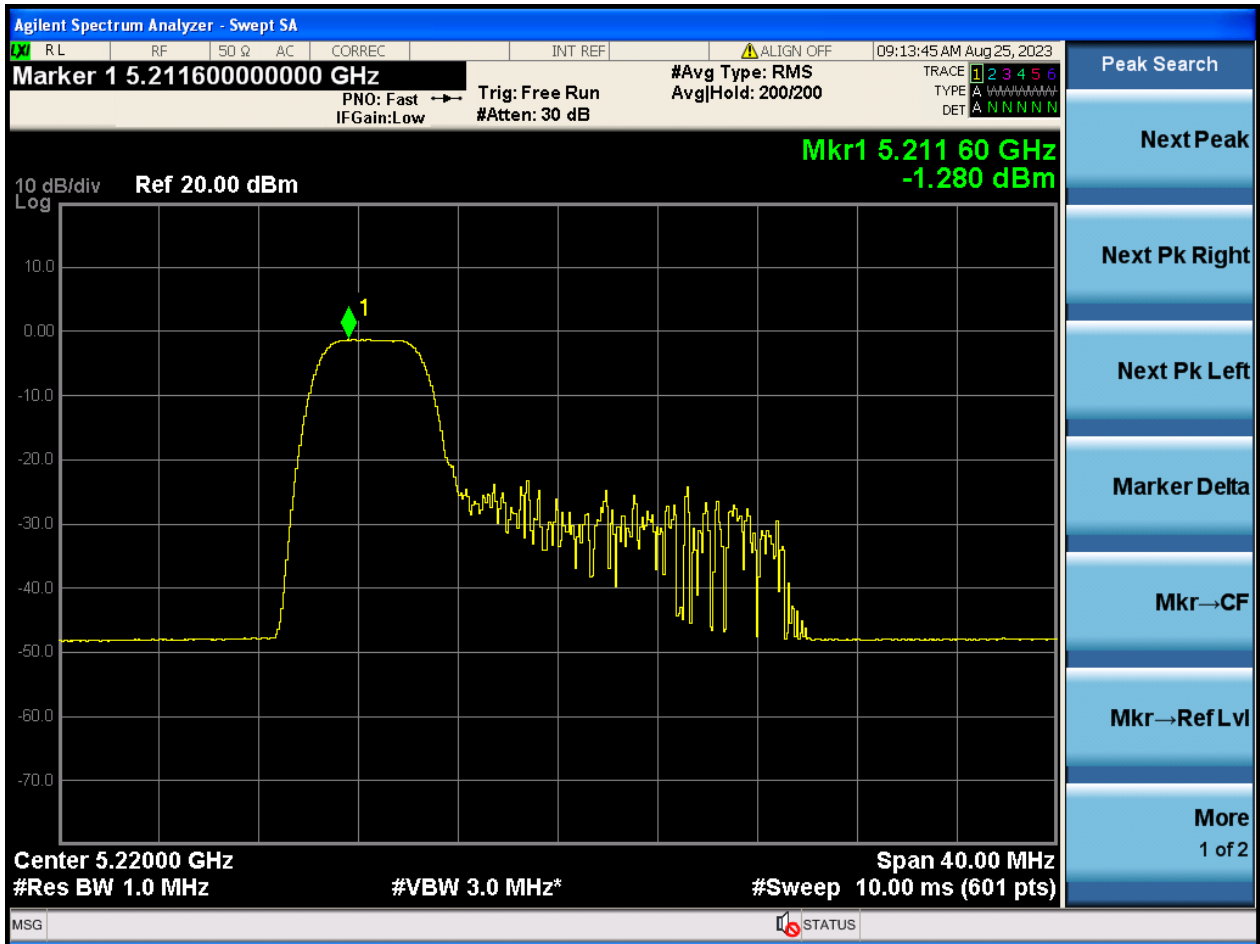 Agilent Spectrum Analyzer - Swept SA
LXI RL RF 50 Ω AC CORREC INT REF ALIGN OFF 09:13:45 AM Aug 25, 2023
Marker 1 5.211600000000 GHz
PNO: Fast
IFGain:Low
Trig: Free Run
#Atten: 30 dB
#Avg Type: RMS
Avg|Hold: 200/200
TRACE 1 2 3 4 5 6
TYPE A WWWWW
DET A N N N N N
Mkr1 5.211 60 GHz
-1.280 dBm
10 dB/div Ref 20.00 dBm
Log
10.0
1
0.00
-10.0
-20.0
-30.0
-40.0
-50.0
-60.0
-70.0
Center 5.22000 GHz Span 40.00 MHz
#Res BW 1.0 MHz #VBW 3.0 MHz* #Sweep 10.00 ms (601 pts)
MSG STATUS
Peak Search
Next Peak
Next Pk Right
Next Pk Left
Marker Delta
Mkr→CF
Mkr→Ref Lvl
More
1 of 2